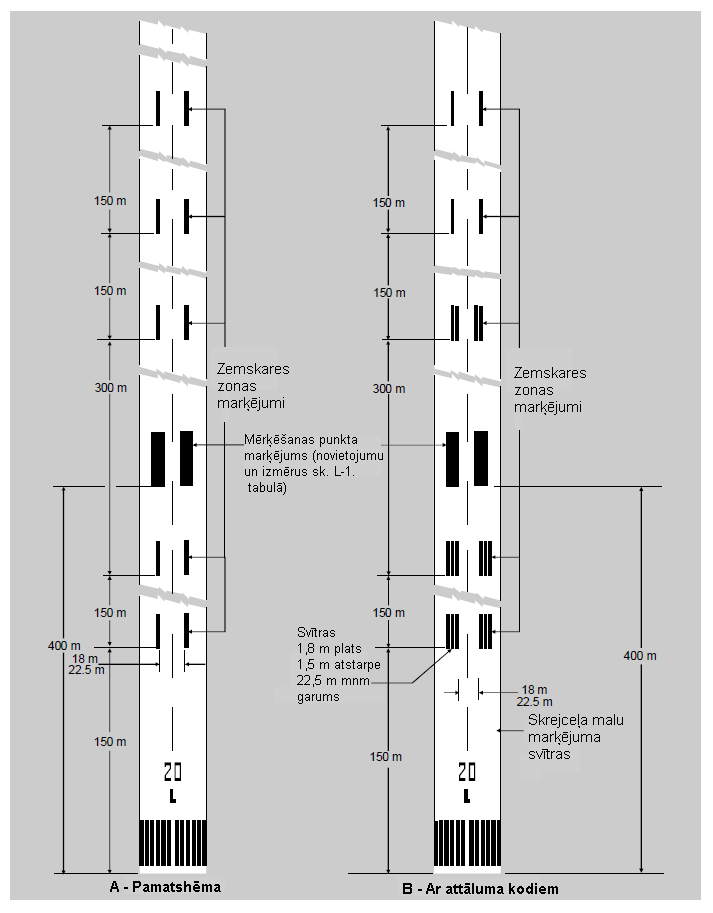 150 m
150 m
150 m
150 m
Zemskares
zonas
marķējumi
Zemskares
zonas
marķējumi
300 m
300 m
Mērķēšanas punkta
marķējums (novietojumu
un izmērus sk. L-1.
tabulā)
150 m
150 m
Svītras
1,8 m plats
1,5 m atstarpe
22,5 m mnm
garums
400 m
18 m
22.5 m
400 m
18 m
22.5 m
Skrejceļa malu
marķējuma
svītras
150 m
150 m
20
L
20
L
A - Pamatshēma
B - Ar attāluma kodiem